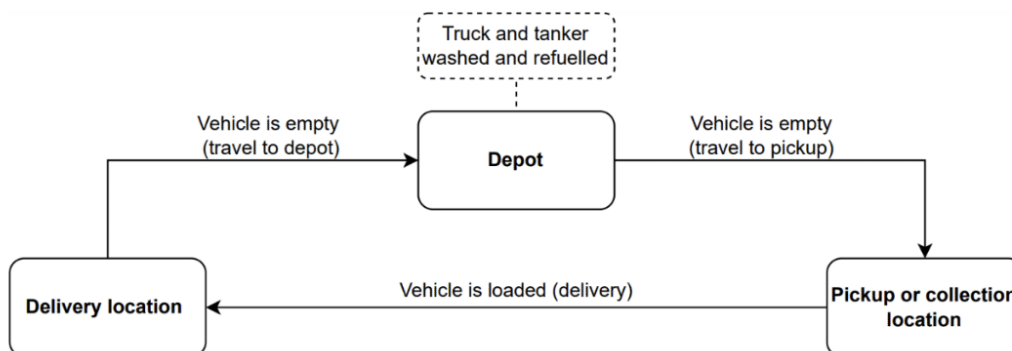 Truck and tanker
washed and refuelled
Vehicle is empty
(travel to depot)
Depot
Vehicle is empty
(travel to pickup)
Delivery location
Vehicle is loaded (delivery)
Pickup or collection
location